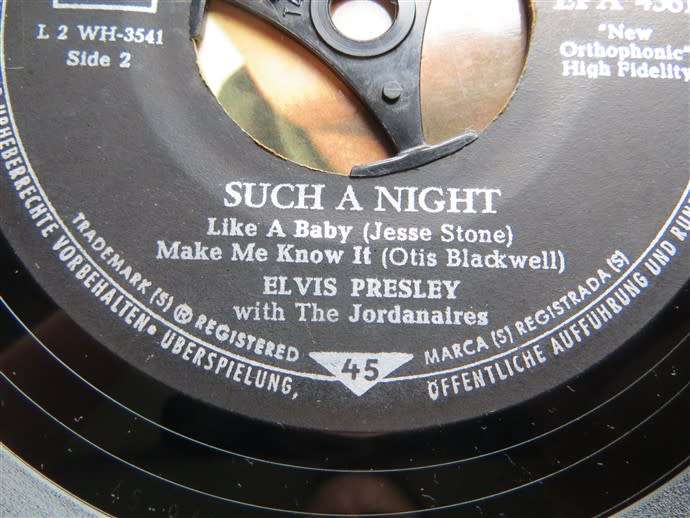 L 2 WH-3541
Side 2
"New
Orthophonic"
High Fidelity
SUCH A NIGHT
Like A Baby (Jesse Stone)
Make Me Know It (Otis Blackwell)
ELVIS PRESLEY
with The Jordanaires
TRADEMARK (S) ® REGISTERED
45
MARCA (S) REGISTRADA (S)
URHEBERRECHTE VORBEHALTEN • ÜBERSPIELUNG,
ÖFFENTLICHE AUFFÜHRUNG UND